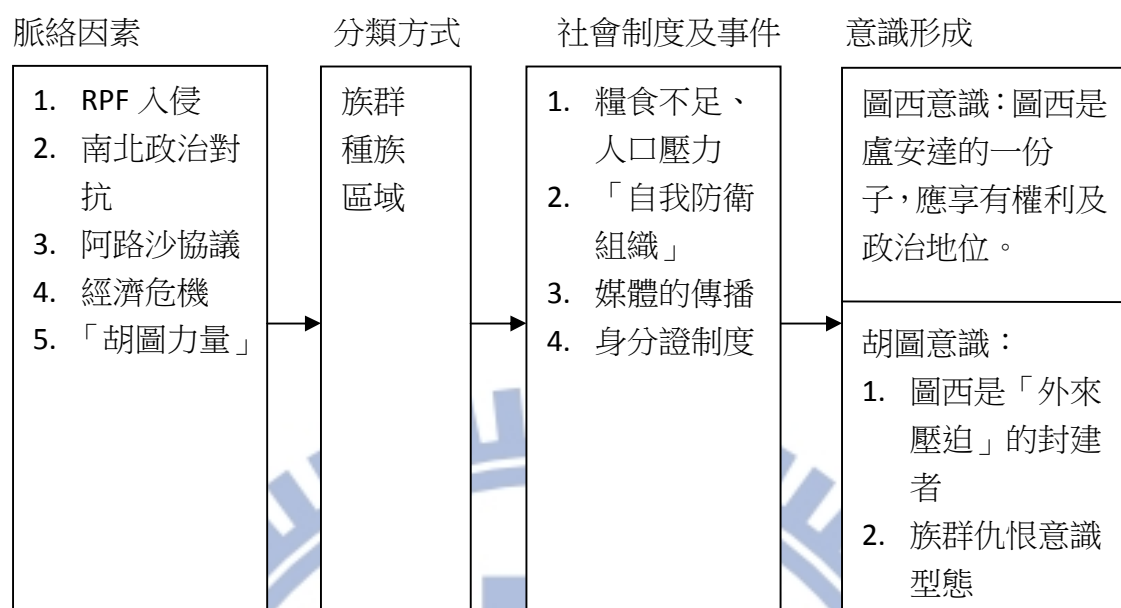 脈絡因素
分類方式
社會制度及事件
意識形成
1. RPF 入侵
2. 南北政治對
抗
3. 阿路沙協議
4. 經濟危機
5. 「胡圖力量」
族群
種族
區域
1. 糧食不足、
人口壓力
2. 「自我防衛
組織」
3. 媒體的傳播
4. 身分證制度
圖西意識：圖西是
盧安達的一份
子，應享有權利及
政治地位。
胡圖意識：
1. 圖西是「外來
壓迫」的封建
者
2. 族群仇恨意識
型態